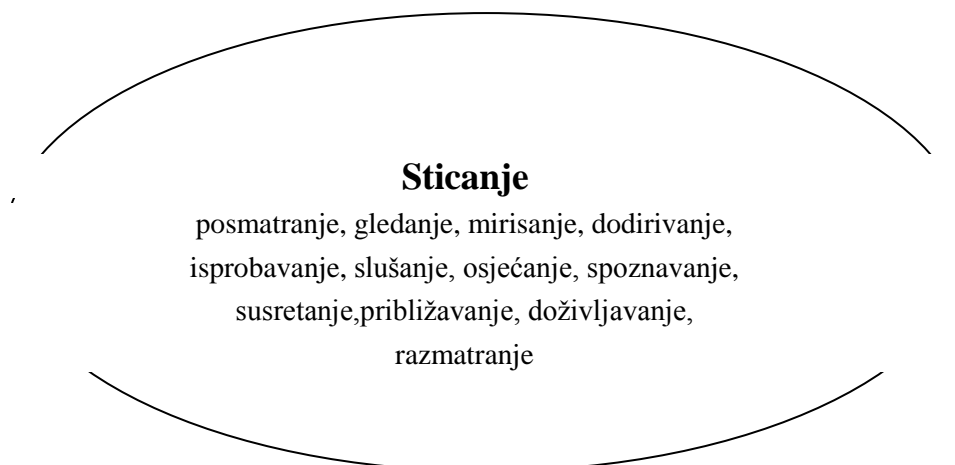 Sticanje
posmatranje, gledanje, mirisanje, dodirivanje,
isprobavanje, slušanje, osjećanje, spoznavanje,
susretanje,približavanje, doživljavanje,
razmatranje